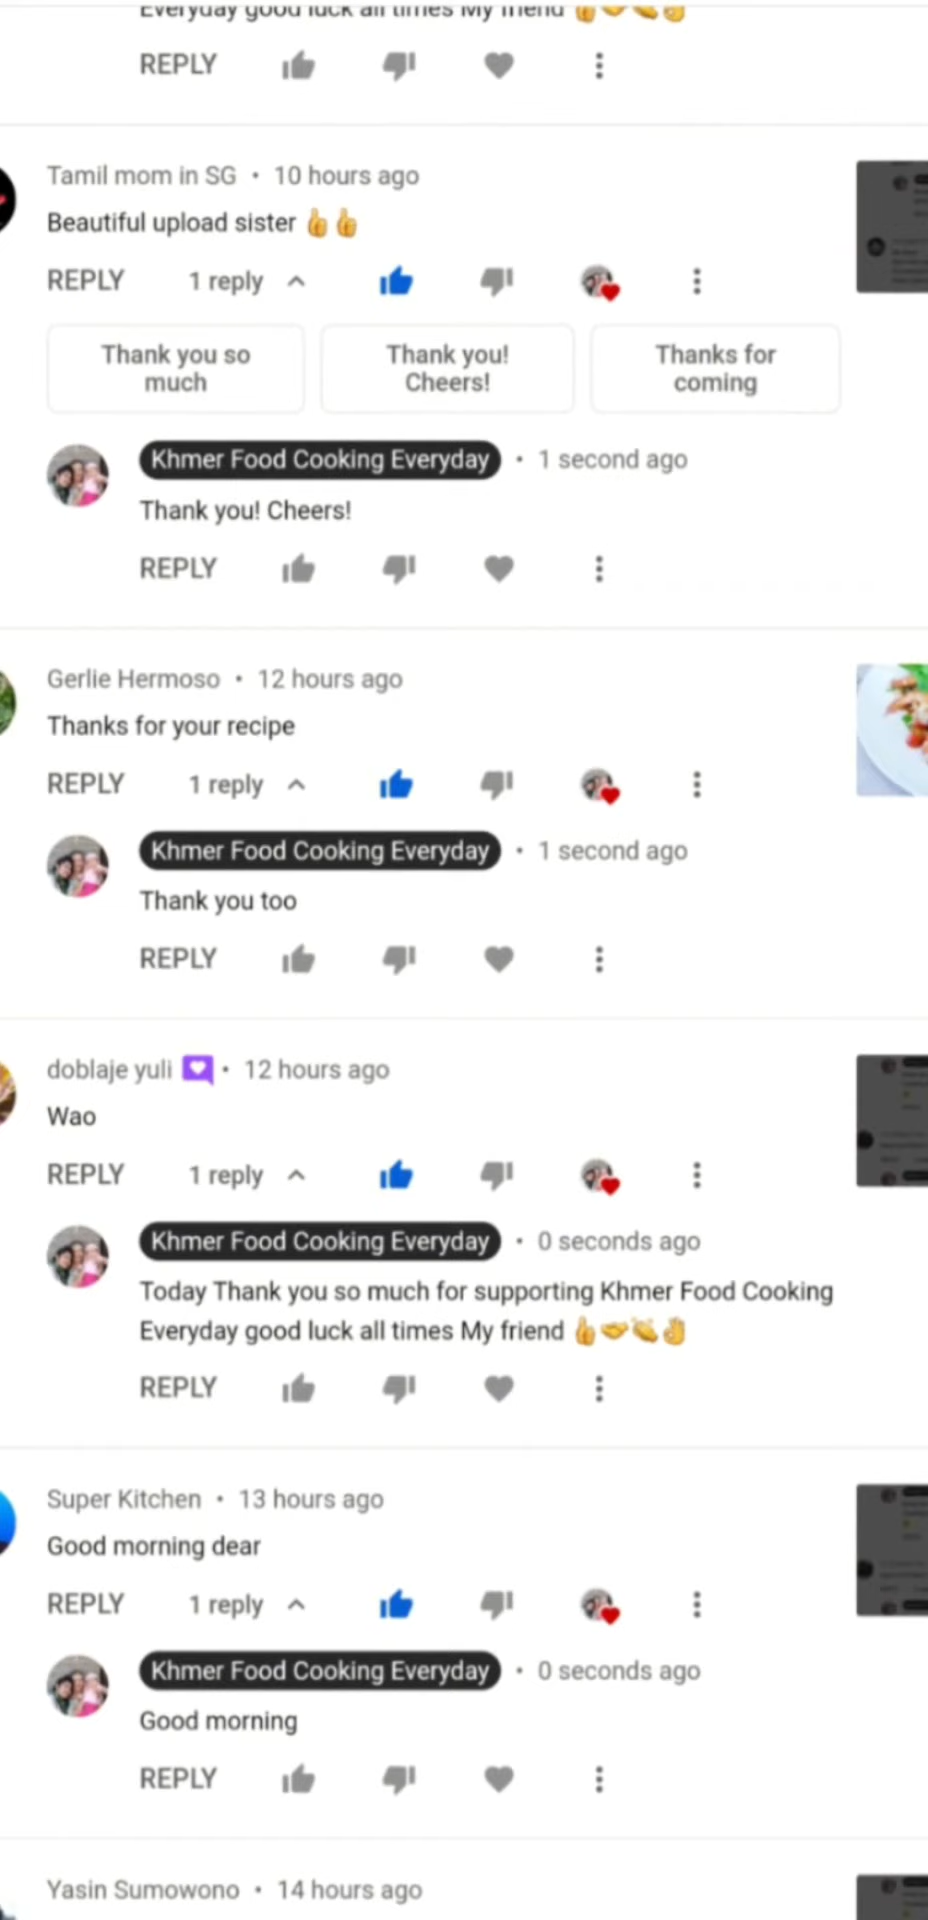 Everyday good luck all times My friend 👍🤝👏👌
REPLY
Tamil mom in SG • 10 hours ago
Beautiful upload sister 👍👍
REPLY 1 reply
Thank you so
much
Thank you!
Cheers!
Thanks for
coming
Khmer Food Cooking Everyday • 1 second ago
Thank you! Cheers!
REPLY
Gerlie Hermoso • 12 hours ago
Thanks for your recipe
REPLY 1 reply
Khmer Food Cooking Everyday • 1 second ago
Thank you too
REPLY
doblaje yuli • 12 hours ago
Wao
REPLY 1 reply
Khmer Food Cooking Everyday • 0 seconds ago
Today Thank you so much for supporting Khmer Food Cooking
Everyday good luck all times My friend 👍🤝👏👌
REPLY
Super Kitchen • 13 hours ago
Good morning dear
REPLY 1 reply
Khmer Food Cooking Everyday • 0 seconds ago
Good morning
REPLY
Yasin Sumowono • 14 hours ago